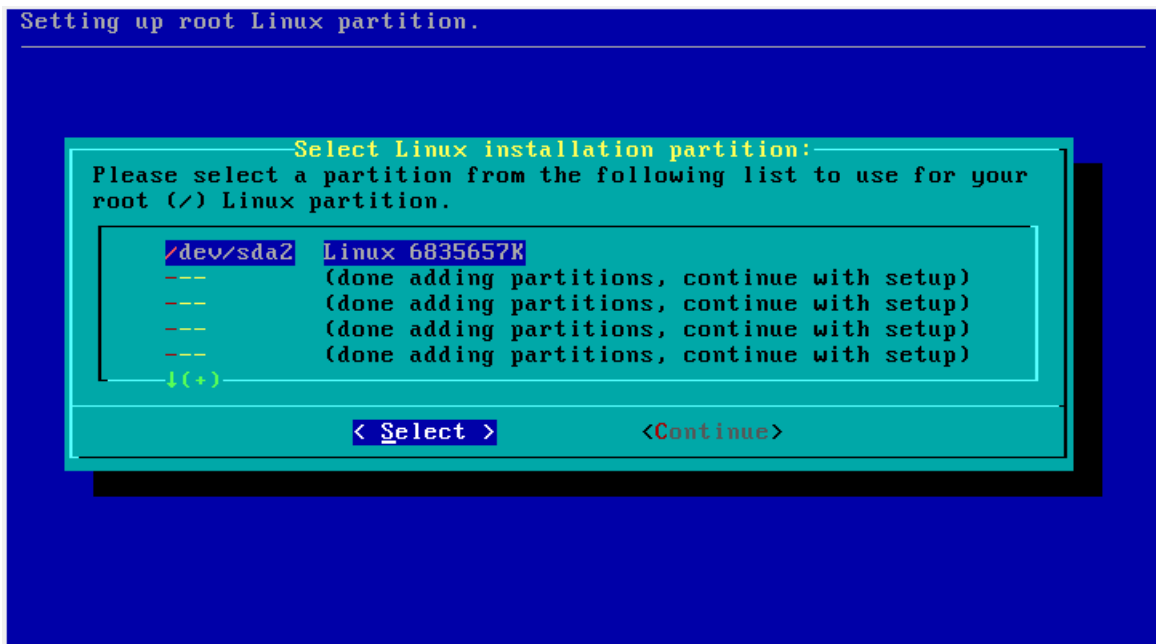 Setting up root Linux partition.
Select Linux installation partition:
Please select a partition from the following list to use for your
root (/) Linux partition.
/dev/sda2 Linux 6835657K
--- (done adding partitions, continue with setup)
--- (done adding partitions, continue with setup)
--- (done adding partitions, continue with setup)
--- (done adding partitions, continue with setup)
↓(+)
< Select > <Continue>